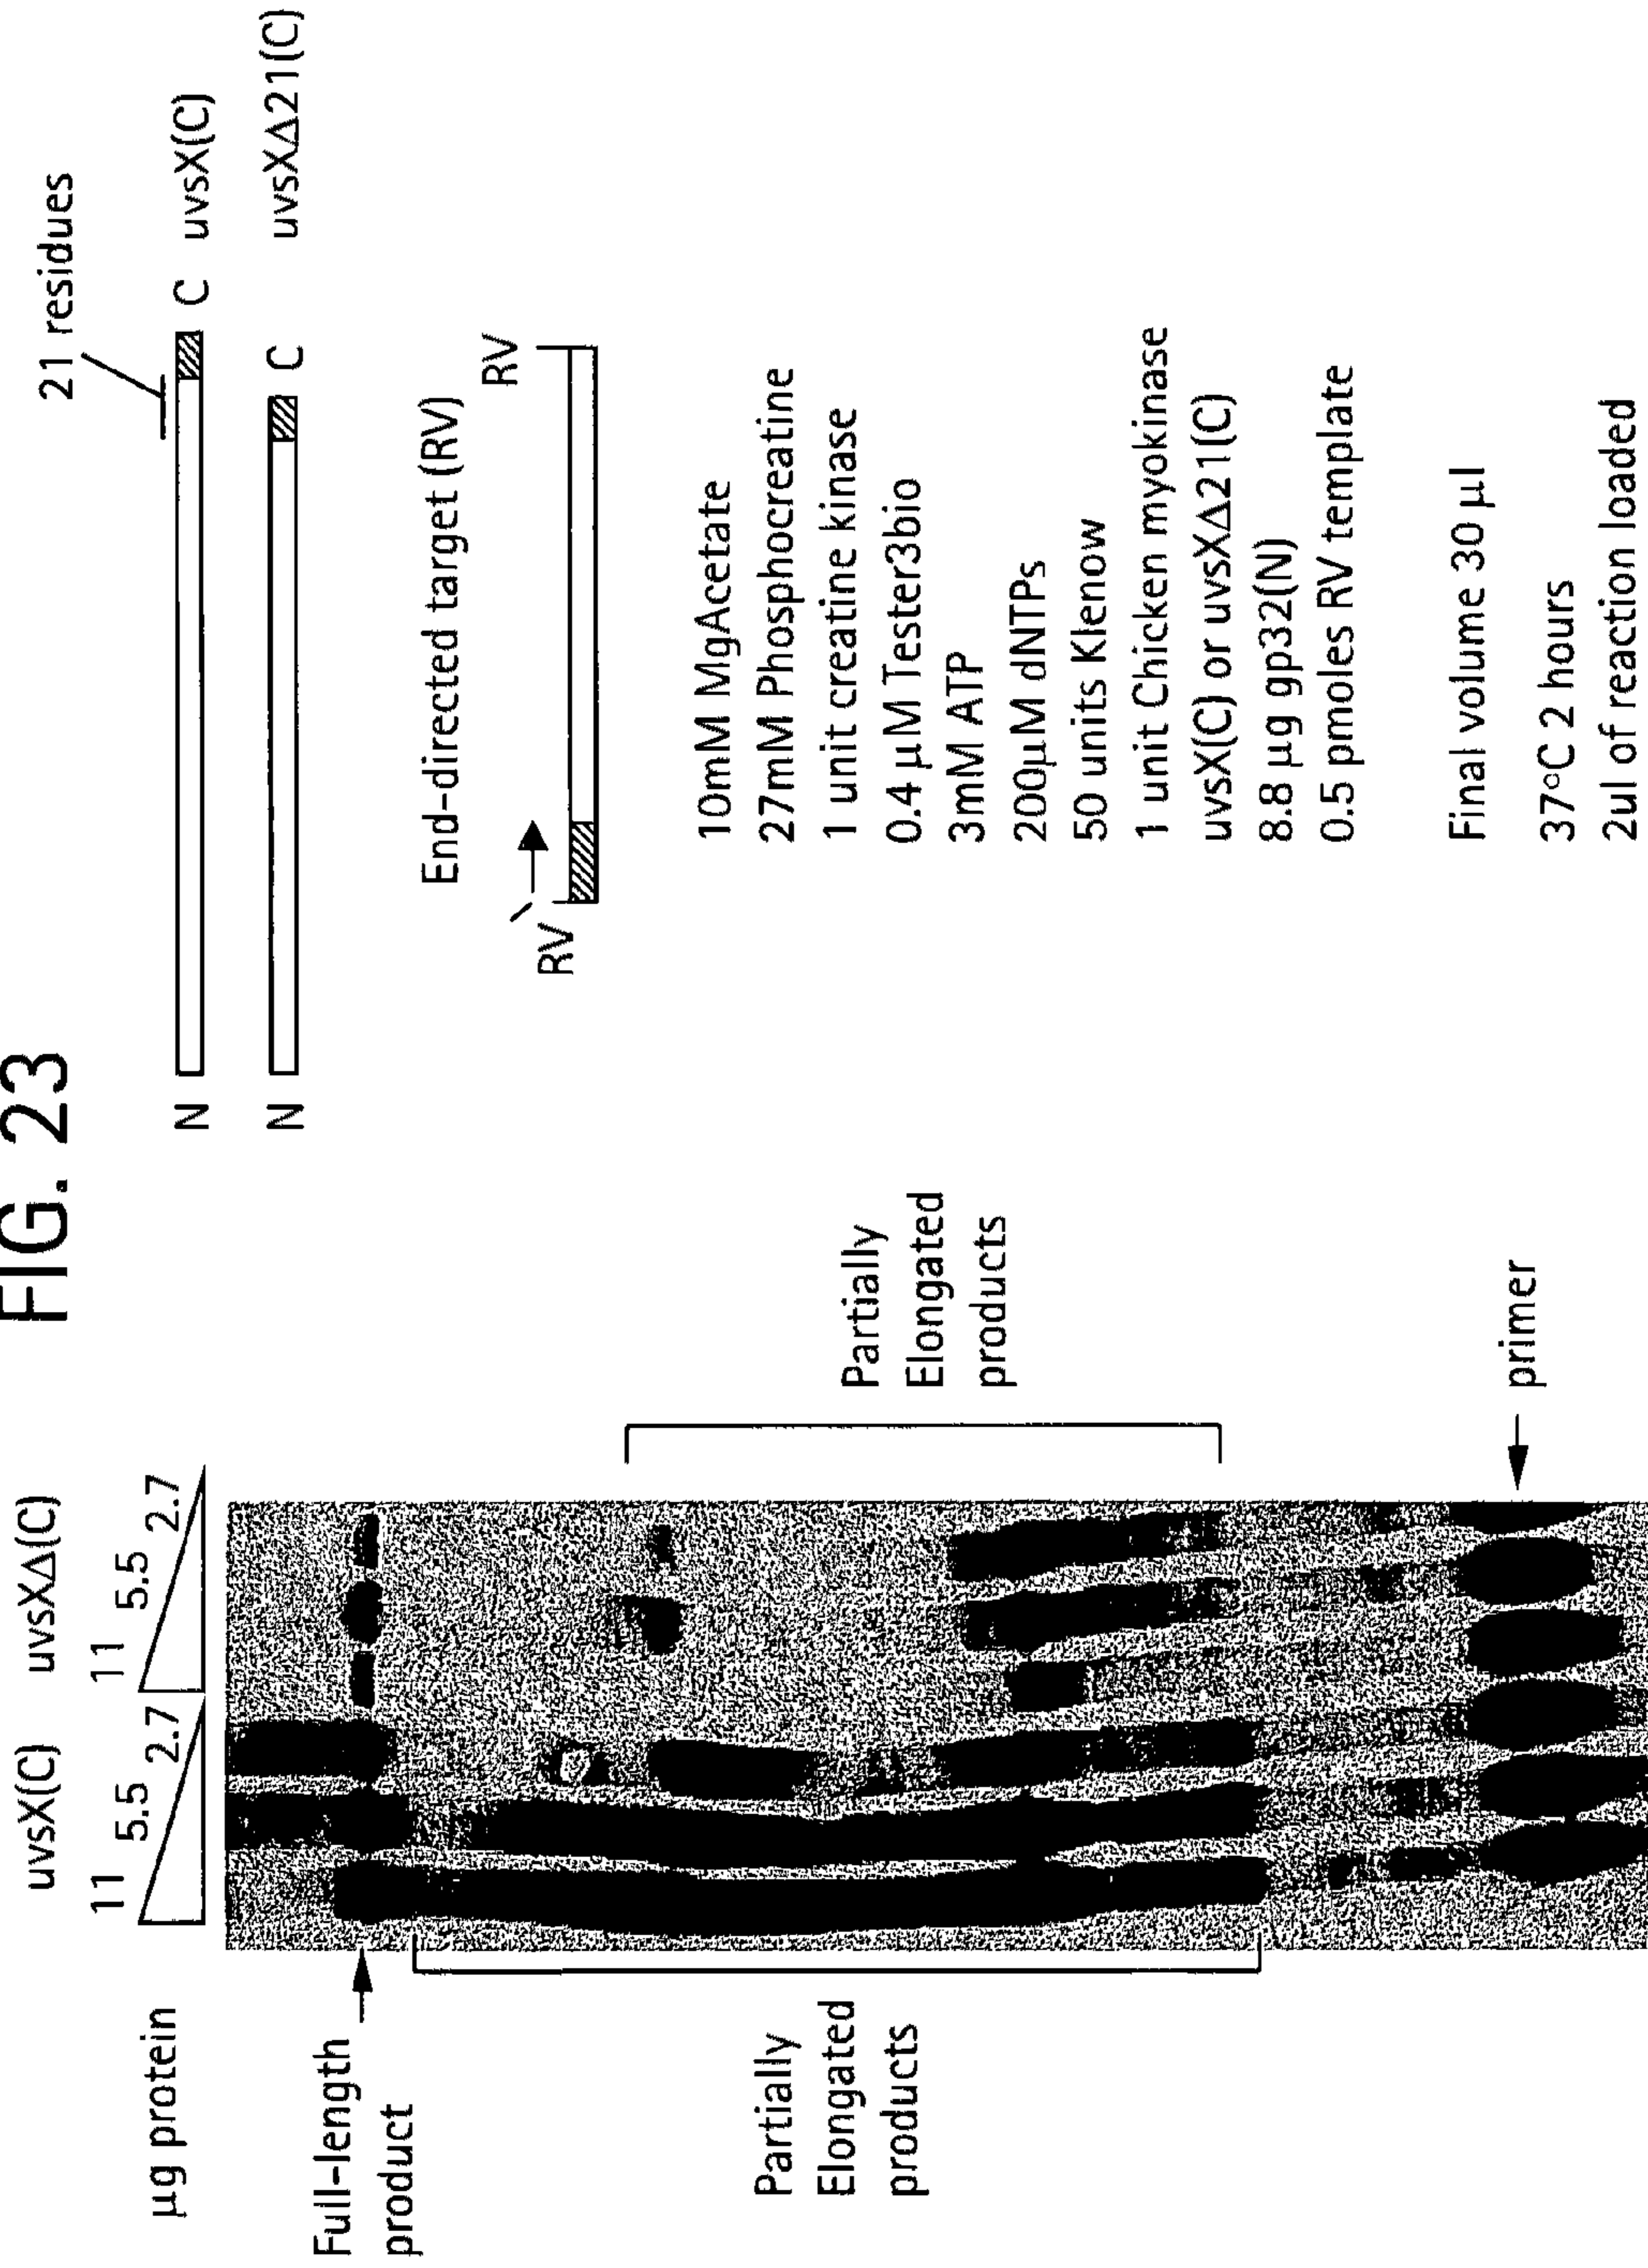 FIG. 23
µg protein
uvsX(C)
uvsXΔ(C)
11
5.5
2.7
11
5.5
2.7
Full-length
product
Partially
Elongated
products
Partially
Elongated
products
primer
21 residues
N
C
uvsX(C)
N
C
uvsXΔ21(C)
End-directed target (RV)
RV
RV
10mM MgAcetate
27mM Phosphocreatine
1 unit creatine kinase
0.4 µM Tester3bio
3mM ATP
200µM dNTPs
50 units Klenow
1 unit Chicken myokinase
uvsX(C) or uvsXΔ21(C)
8.8 µg gp32(N)
0.5 pmoles RV template
Final volume 30 µl
37°C 2 hours
2ul of reaction loaded